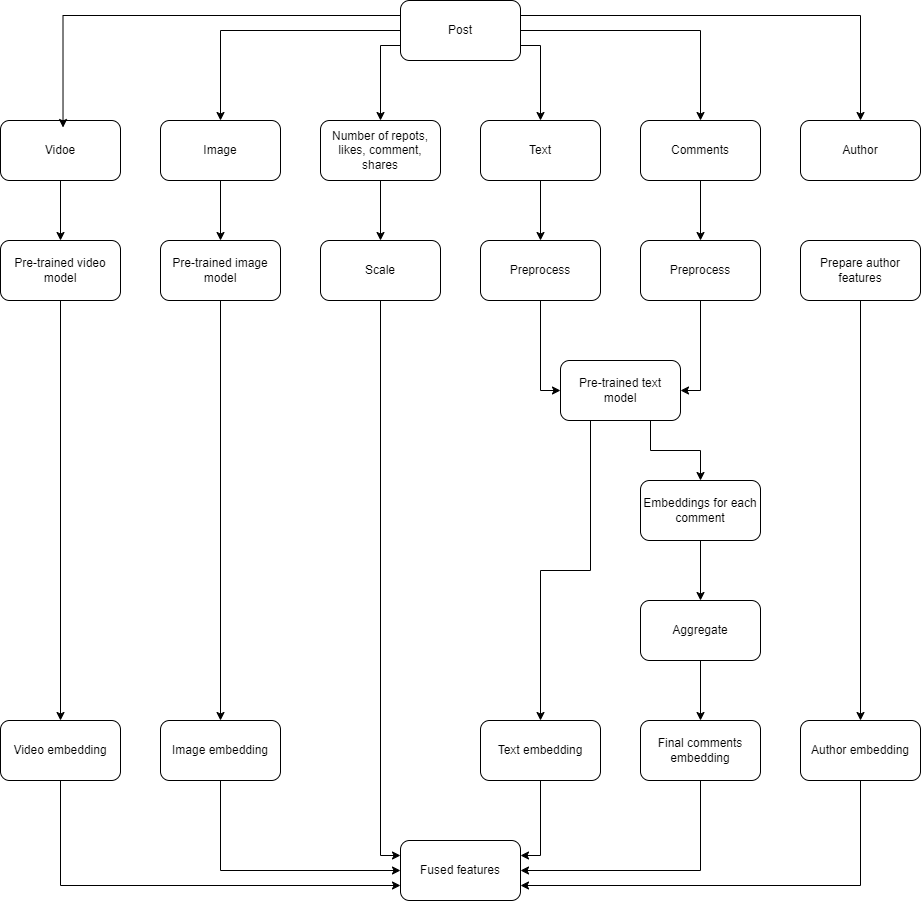 Post
Vidoe
Image
Number of repots,
likes, comment,
shares
Text
Comments
Author
Pre-trained video
model
Pre-trained image
model
Scale
Preprocess
Preprocess
Prepare author
features
Pre-trained text
model
Embeddings for each
comment
Aggregate
Video embedding
Image embedding
Text embedding
Final comments
embedding
Author embedding
Fused features